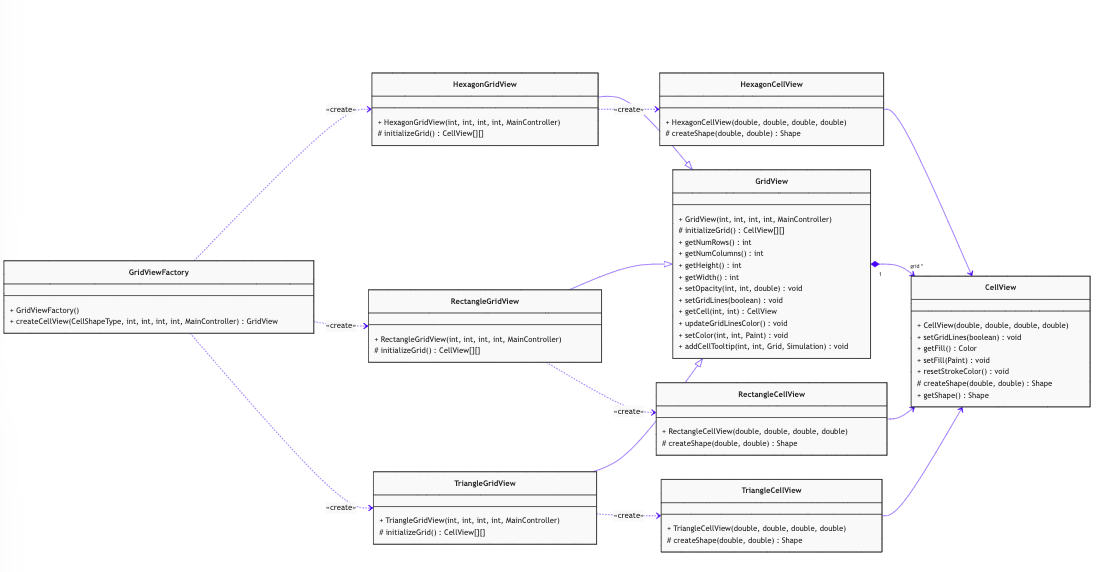 HexagonGridView
+ HexagonGridView(int, int, int, int, MainController)
# initializeGrid() : CellView[][]
«create»
«create»
HexagonCellView
+ HexagonCellView(double, double, double, double)
# createShape(double, double) : Shape
GridView
+ GridView(int, int, int, int, MainController)
# initializeGrid() : CellView[][]
+ getNumRows() : int
+ getNumColumns() : int
+ getHeight() : int
+ getWidth() : int
+ setOpacity(int, int, double) : void
+ setGridLines(boolean) : void
+ getCell(int, int) : CellView
+ updateGridLinesColor() : void
+ setColor(int, int, Paint) : void
+ addCellTooltip(int, int, Grid, Simulation) : void
grid *
1
GridViewFactory
+ GridViewFactory()
+ createCellView(CellShapeType, int, int, int, int, MainController) : GridView
«create»
RectangleGridView
+ RectangleGridView(int, int, int, int, MainController)
# initializeGrid() : CellView[][]
CellView
+ CellView(double, double, double, double)
+ setGridLines(boolean) : void
+ getFill() : Color
+ setFill(Paint) : void
+ resetStrokeColor() : void
# createShape(double, double) : Shape
+ getShape() : Shape
«create»
RectangleCellView
+ RectangleCellView(double, double, double, double)
# createShape(double, double) : Shape
«create»
TriangleGridView
+ TriangleGridView(int, int, int, int, MainController)
# initializeGrid() : CellView[][]
«create»
TriangleCellView
+ TriangleCellView(double, double, double, double)
# createShape(double, double) : Shape